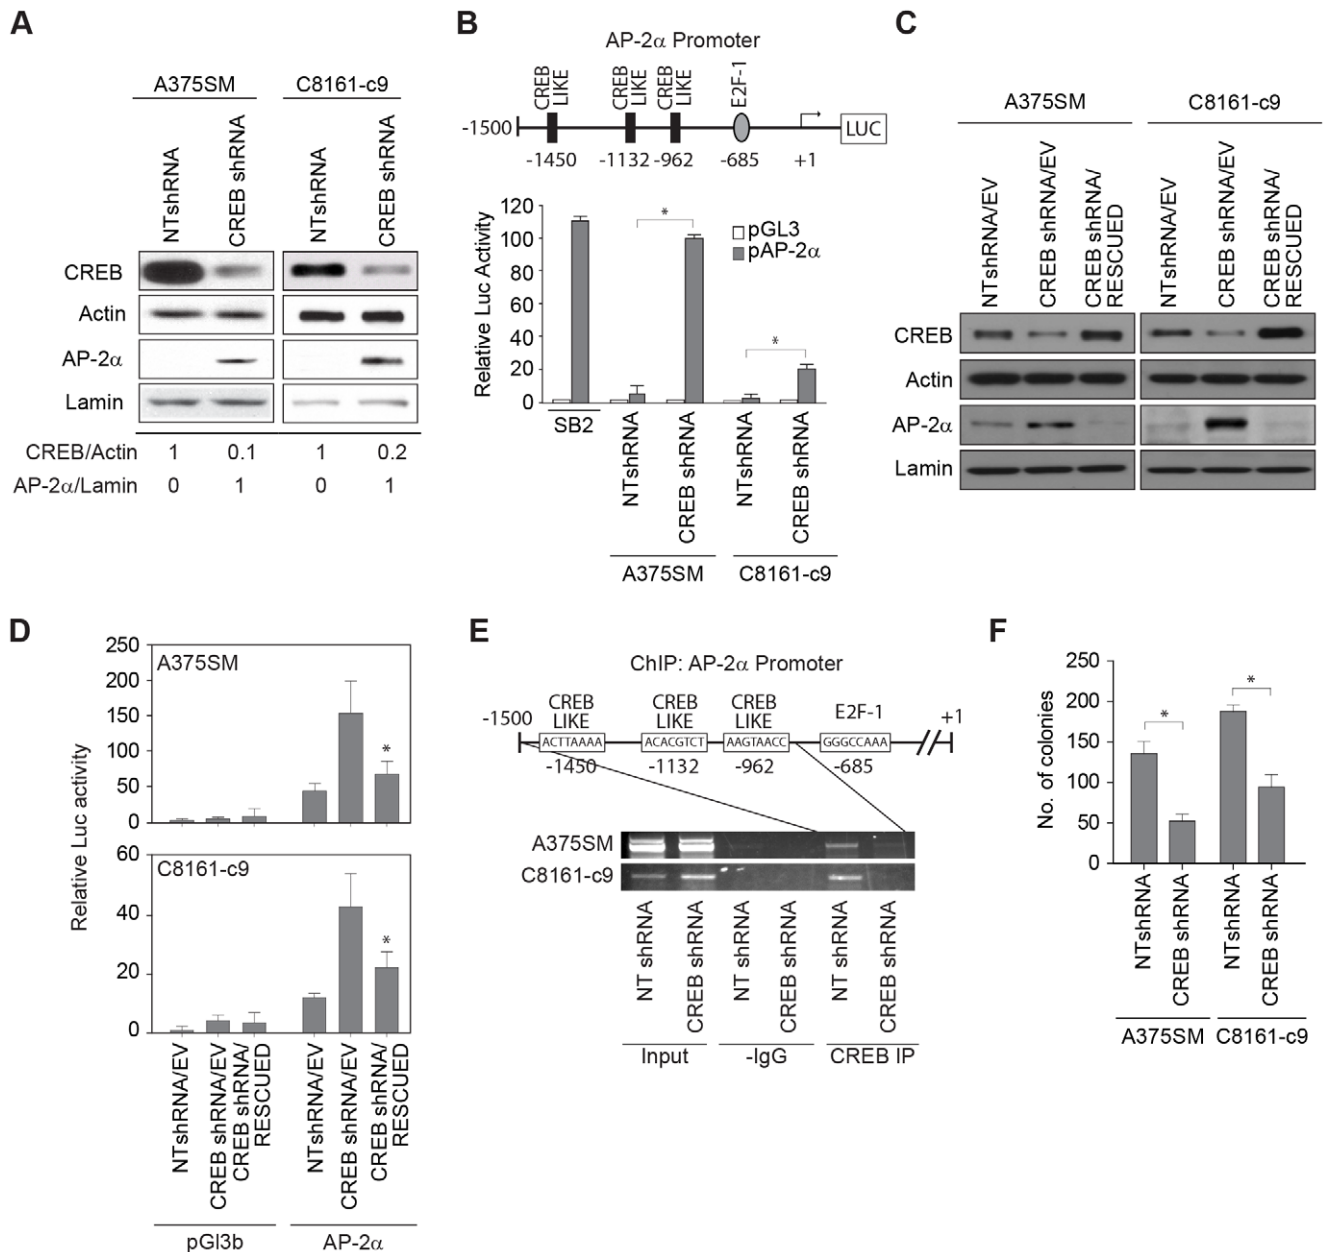 A
A375SM
C8161-c9
NTshRNA
CREB shRNA
NTshRNA
CREB shRNA
CREB
Actin
AP-2α
Lamin
CREB/Actin 1 0.1 1 0.2
AP-2α/Lamin 0 1 0 1
B
AP-2α Promoter
CREB
LIKE
CREB
LIKE
CREB
LIKE
E2F-1
-1500
LUC
-1450 -1132 -962 -685 +1
Relative Luc Activity
120
100
80
60
40
20
0
pGL3
pAP-2α
*
*
SB2
NTshRNA
CREB shRNA
NTshRNA
CREB shRNA
A375SM
C8161-c9
C
A375SM
C8161-c9
NTshRNA/EV
CREB shRNA/EV
CREB shRNA/
RESCUED
NTshRNA/EV
CREB shRNA/EV
CREB shRNA/
RESCUED
CREB
Actin
AP-2α
Lamin
D
Relative Luc activity
A375SM
250
200
150
100
50
0
*
C8161-c9
60
40
20
0
*
NTshRNA/EV
CREB shRNA/EV
CREB shRNA/
RESCUED
NTshRNA/EV
CREB shRNA/EV
CREB shRNA/
RESCUED
pGl3b
AP-2α
E
ChIP: AP-2α Promoter
-1500
CREB
LIKE
CREB
LIKE
CREB
LIKE
E2F-1
+1
ACTTAAAA
ACACGTCT
AAGTAACC
GGGCCAAA
-1450
-1132
-962
-685
A375SM
C8161-c9
NT shRNA
CREB shRNA
NT shRNA
CREB shRNA
NT shRNA
CREB shRNA
Input
-IgG
CREB IP
F
No. of colonies
250
200
150
100
50
0
*
*
NTshRNA
CREB shRNA
NTshRNA
CREB shRNA
A375SM
C8161-c9